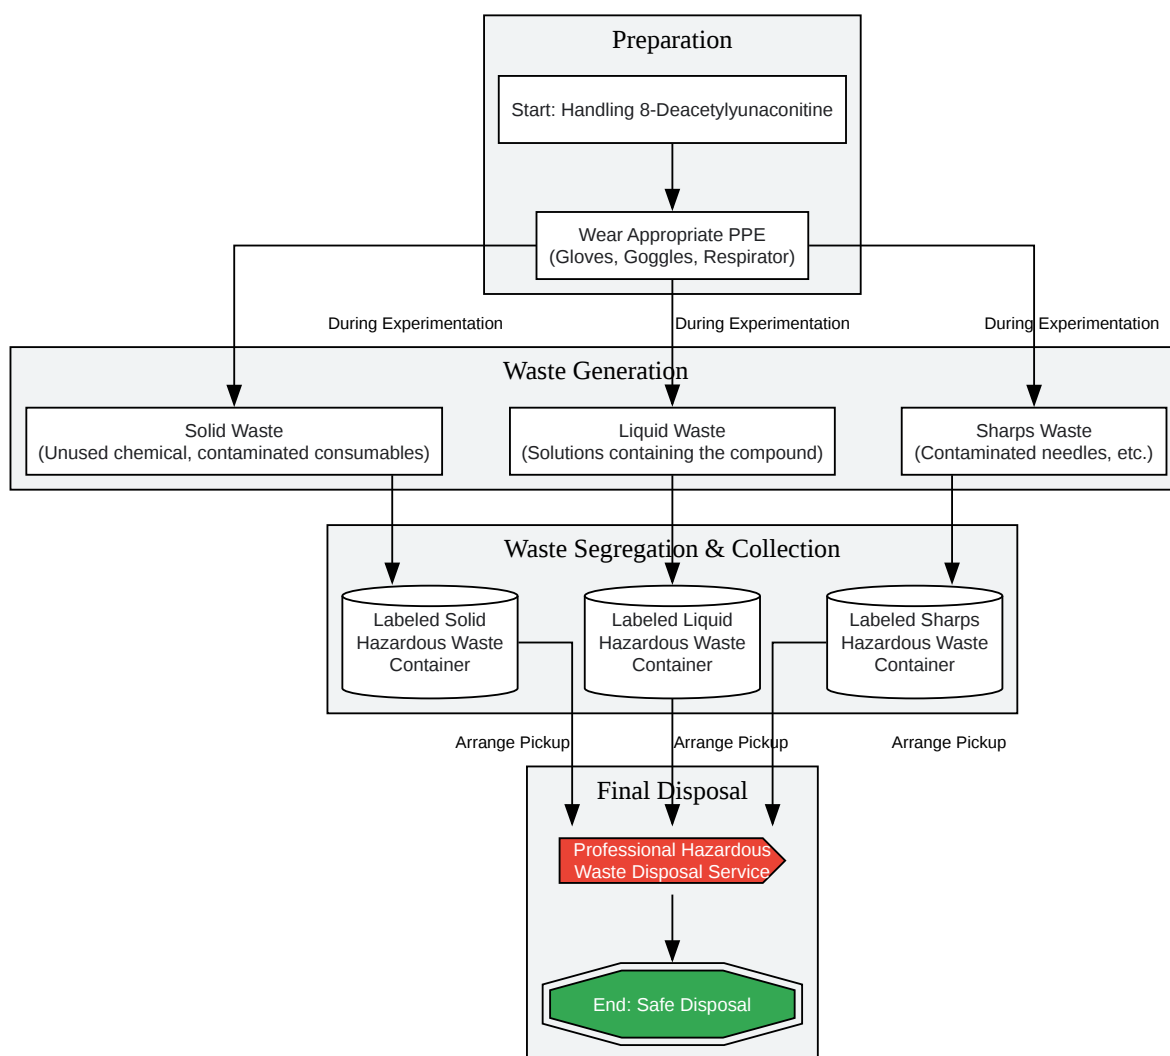 Preparation
Start: Handling 8-Deacetylyunaconitine
Wear Appropriate PPE
(Gloves, Goggles, Respirator)
During Experimentation
During Experimentation
During Experimentation
Waste Generation
Solid Waste
(Unused chemical, contaminated consumables)
Liquid Waste
(Solutions containing the compound)
Sharps Waste
(Contaminated needles, etc.)
Waste Segregation & Collection
Labeled Solid
Hazardous Waste
Container
Labeled Liquid
Hazardous Waste
Container
Labeled Sharps
Hazardous Waste
Container
Arrange Pickup
Arrange Pickup
Arrange Pickup
Final Disposal
Professional Hazardous
Waste Disposal Service
End: Safe Disposal